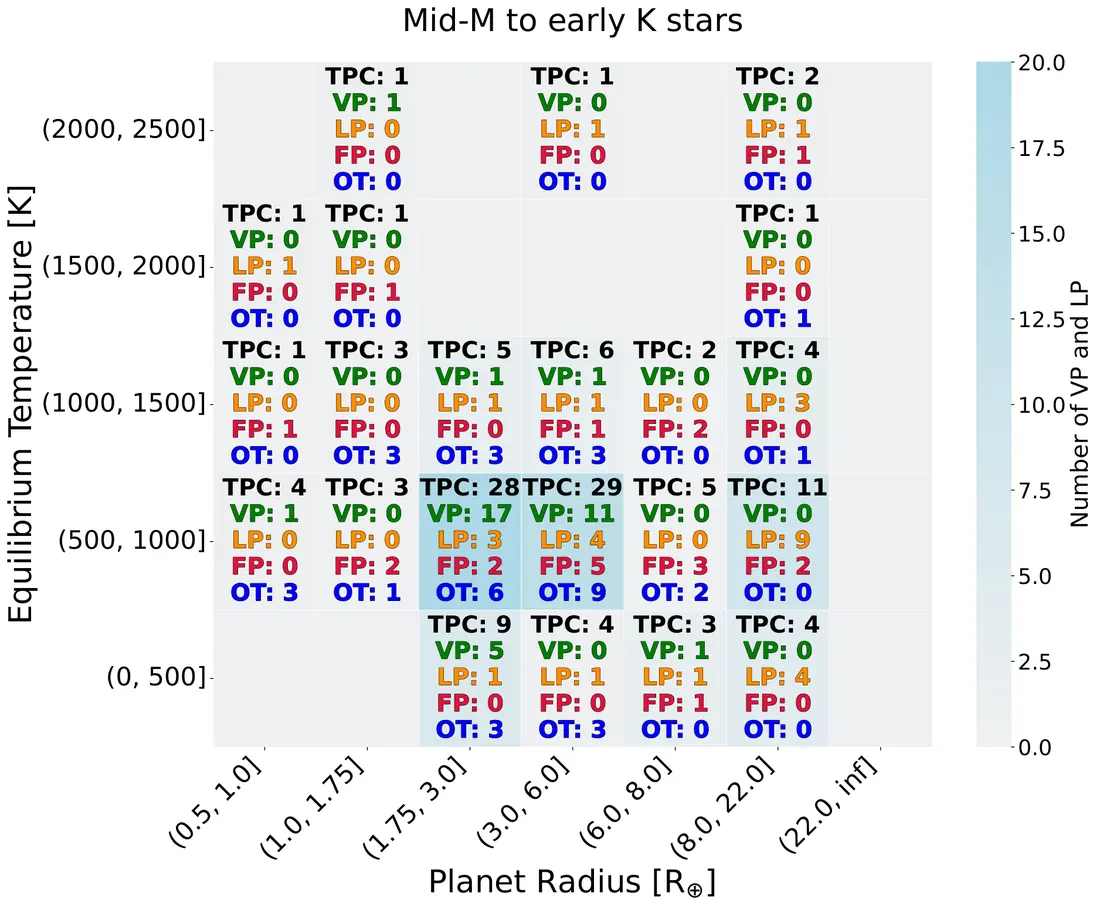 Mid-M to early K stars
Equilibrium Temperature [K]
(2000, 2500]
TPC: 1 TPC: 1 TPC: 2
VP: 1 VP: 0 VP: 0
LP: 0 LP: 1 LP: 1
FP: 0 FP: 0 FP: 1
OT: 0 OT: 0 OT: 0
(1500, 2000]
TPC: 1 TPC: 1 TPC: 1
VP: 0 VP: 0 VP: 0
LP: 1 LP: 0 LP: 0
FP: 0 FP: 1 FP: 0
OT: 0 OT: 0 OT: 1
(1000, 1500]
TPC: 1 TPC: 3 TPC: 5 TPC: 6 TPC: 2 TPC: 4
VP: 0 VP: 0 VP: 1 VP: 1 VP: 0 VP: 0
LP: 0 LP: 0 LP: 1 LP: 1 LP: 0 LP: 3
FP: 1 FP: 0 FP: 0 FP: 1 FP: 2 FP: 0
OT: 0 OT: 3 OT: 3 OT: 3 OT: 0 OT: 1
(500, 1000]
TPC: 4 TPC: 3 TPC: 28 TPC: 29 TPC: 5 TPC: 11
VP: 1 VP: 0 VP: 17 VP: 11 VP: 0 VP: 0
LP: 0 LP: 0 LP: 3 LP: 4 LP: 0 LP: 9
FP: 0 FP: 2 FP: 2 FP: 5 FP: 3 FP: 2
OT: 3 OT: 1 OT: 6 OT: 9 OT: 2 OT: 0
(0, 500]
TPC: 9 TPC: 4 TPC: 3 TPC: 4
VP: 5 VP: 0 VP: 1 VP: 0
LP: 1 LP: 1 LP: 1 LP: 4
FP: 0 FP: 0 FP: 1 FP: 0
OT: 3 OT: 3 OT: 0 OT: 0
(0.5, 1.0] (1.0, 1.75] (1.75, 3.0] (3.0, 6.0] (6.0, 8.0] (8.0, 22.0] (22.0, inf]
Planet Radius [R⊕]
20.0
17.5
15.0
12.5
10.0
7.5
5.0
2.5
0.0
Number of VP and LP